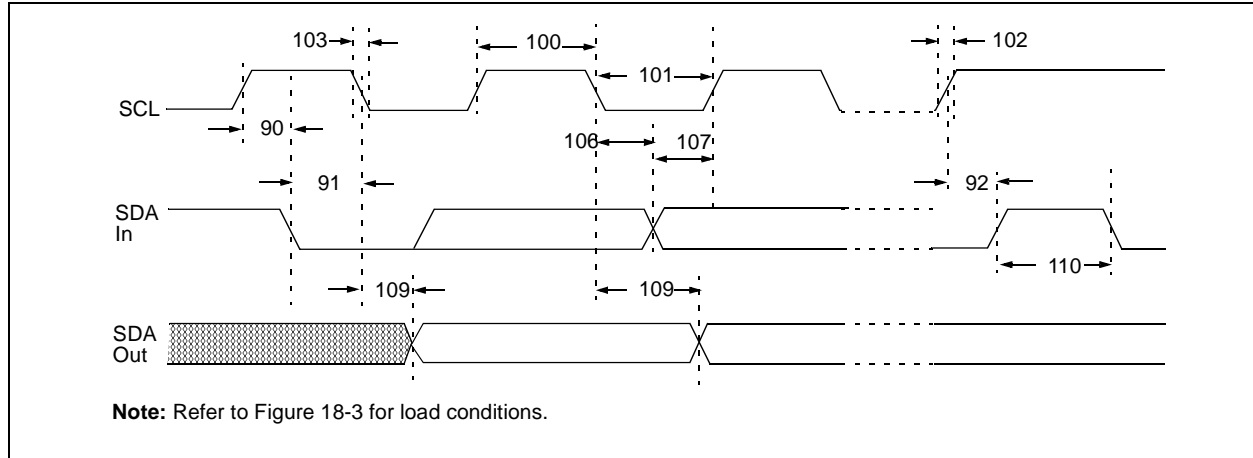 103
100
102
101
SCL
90
106
107
91
92
SDA
In
110
109
109
SDA
Out
Note: Refer to Figure 18-3 for load conditions.